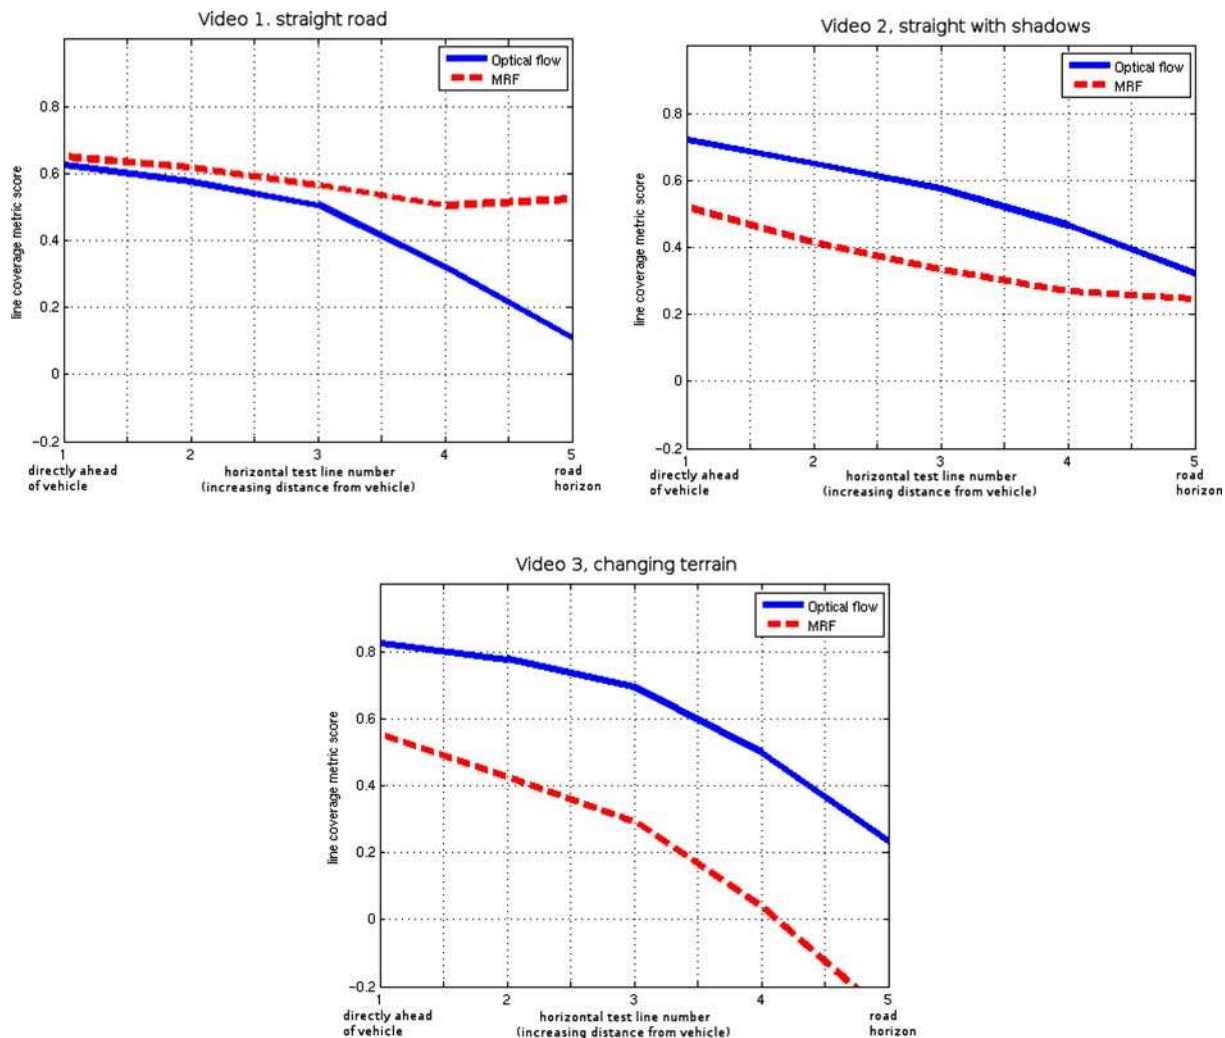 Video 1. straight road
Optical flow
MRF
0.8
0.6
0.4
0.2
0
−0.2
line coverage metric score
1 2 3 4 5
directly ahead of vehicle
horizontal test line number
(increasing distance from vehicle)
road
horizon
Video 2, straight with shadows
Optical flow
MRF
0.8
0.6
0.4
0.2
0
−0.2
line coverage metric score
1 2 3 4 5
directly ahead
of vehicle
horizontal test line number
(increasing distance from vehicle)
road
horizon
Video 3, changing terrain
Optical flow
MRF
0.8
0.6
0.4
0.2
0
−0.2
line coverage metric score
1 2 3 4 5
directly ahead
of vehicle
horizontal test line number
(increasing distance from vehicle)
road
horizon